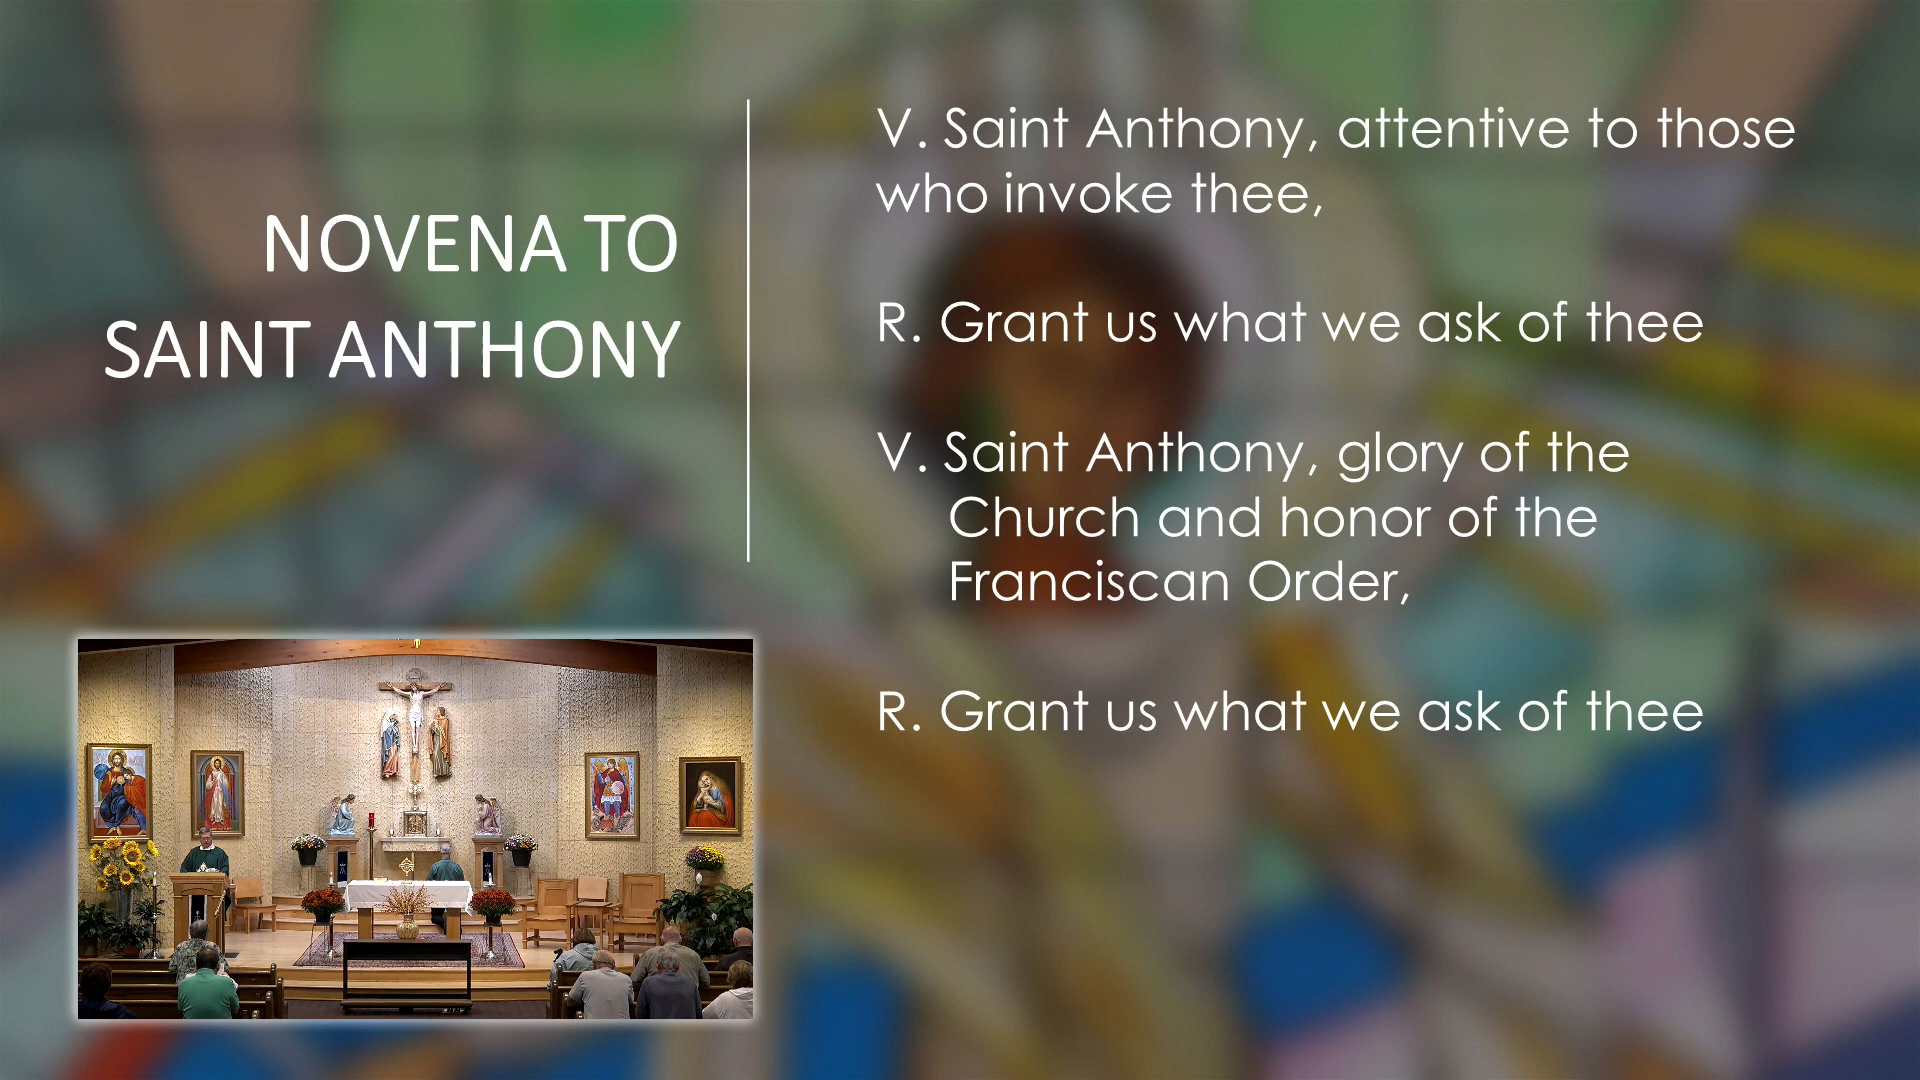 NOVENA TO
SAINT ANTHONY
V. Saint Anthony, attentive to those
who invoke thee,
R. Grant us what we ask of thee
V. Saint Anthony, glory of the
Church and honor of the
Franciscan Order,
R. Grant us what we ask of thee